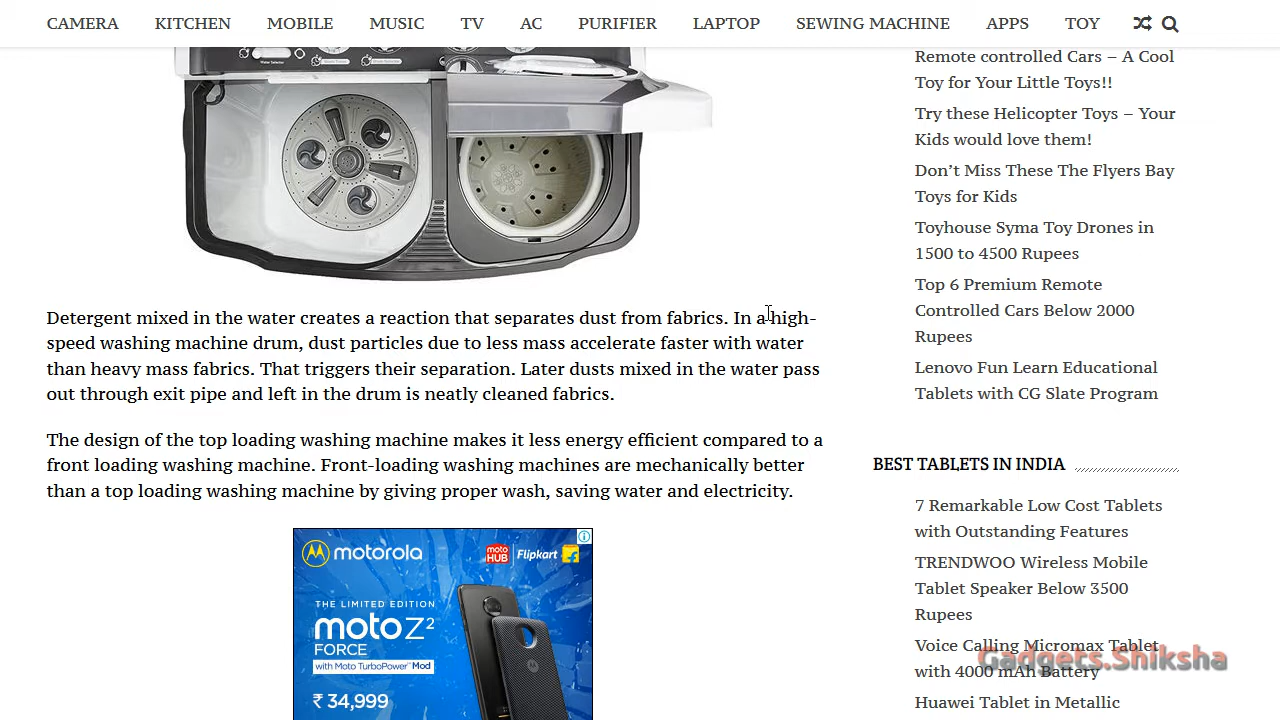 CAMERA KITCHEN MOBILE MUSIC TV AC PURIFIER LAPTOP SEWING MACHINE APPS TOY
Detergent mixed in the water creates a reaction that separates dust from fabrics. In a high-
speed washing machine drum, dust particles due to less mass accelerate faster with water
than heavy mass fabrics. That triggers their separation. Later dusts mixed in the water pass
out through exit pipe and left in the drum is neatly cleaned fabrics.
The design of the top loading washing machine makes it less energy efficient compared to a
front loading washing machine. Front-loading washing machines are mechanically better
than a top loading washing machine by giving proper wash, saving water and electricity.
motorola
moto HUB
Flipkart
THE LIMITED EDITION
moto Z2
FORCE
with Moto TurboPower™ Mod
₹ 34,999
Remote controlled Cars – A Cool
Toy for Your Little Toys!!
Try these Helicopter Toys – Your
Kids would love them!
Don’t Miss These The Flyers Bay
Toys for Kids
Toyhouse Syma Toy Drones in
1500 to 4500 Rupees
Top 6 Premium Remote
Controlled Cars Below 2000
Rupees
Lenovo Fun Learn Educational
Tablets with CG Slate Program
BEST TABLETS IN INDIA
7 Remarkable Low Cost Tablets
with Outstanding Features
TRENDWOO Wireless Mobile
Tablet Speaker Below 3500
Rupees
Voice Calling Micromax Tablet
with 4000 mAh Battery
Huawei Tablet in Metallic
Gadgets.Shiksha